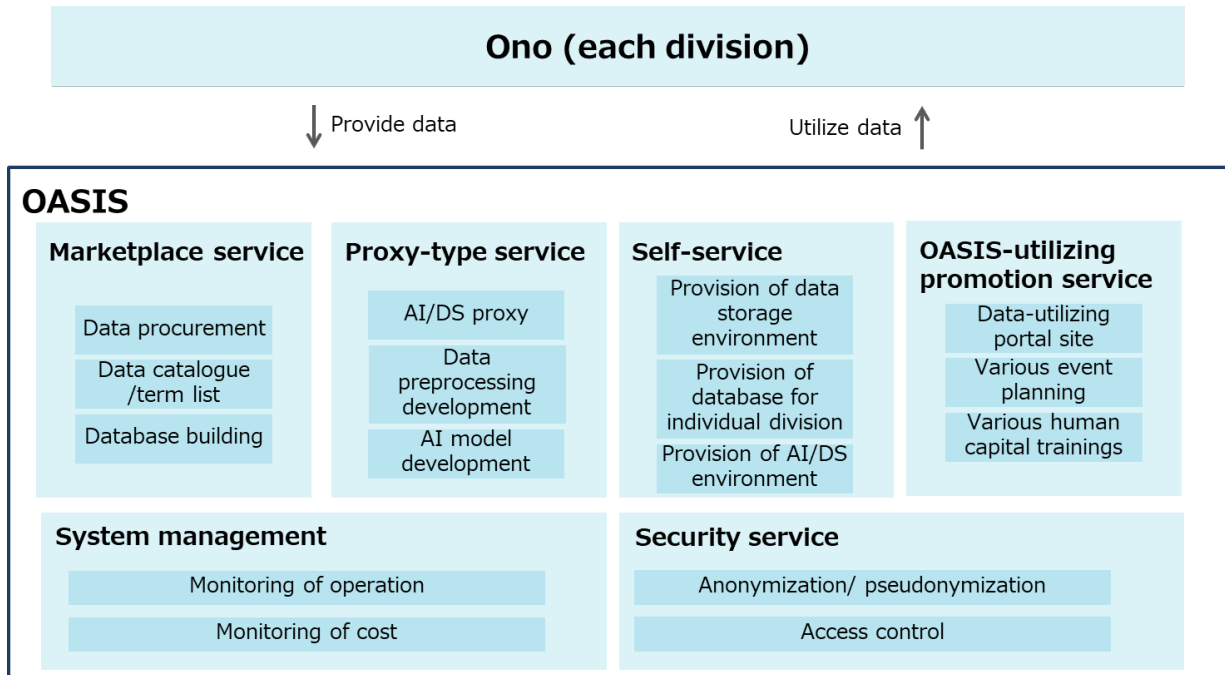 Ono (each division)
Provide data
Utilize data
OASIS
Marketplace service
Data procurement
Data catalogue
/term list
Database building
Proxy-type service
AI/DS proxy
Data
preprocessing
development
AI model
development
Self-service
Provision of data
storage
environment
Provision of
database for
individual division
Provision of AI/DS
environment
OASIS-utilizing
promotion service
Data-utilizing
portal site
Various event
planning
Various human
capital trainings
System management
Monitoring of operation
Monitoring of cost
Security service
Anonymization/ pseudonymization
Access control